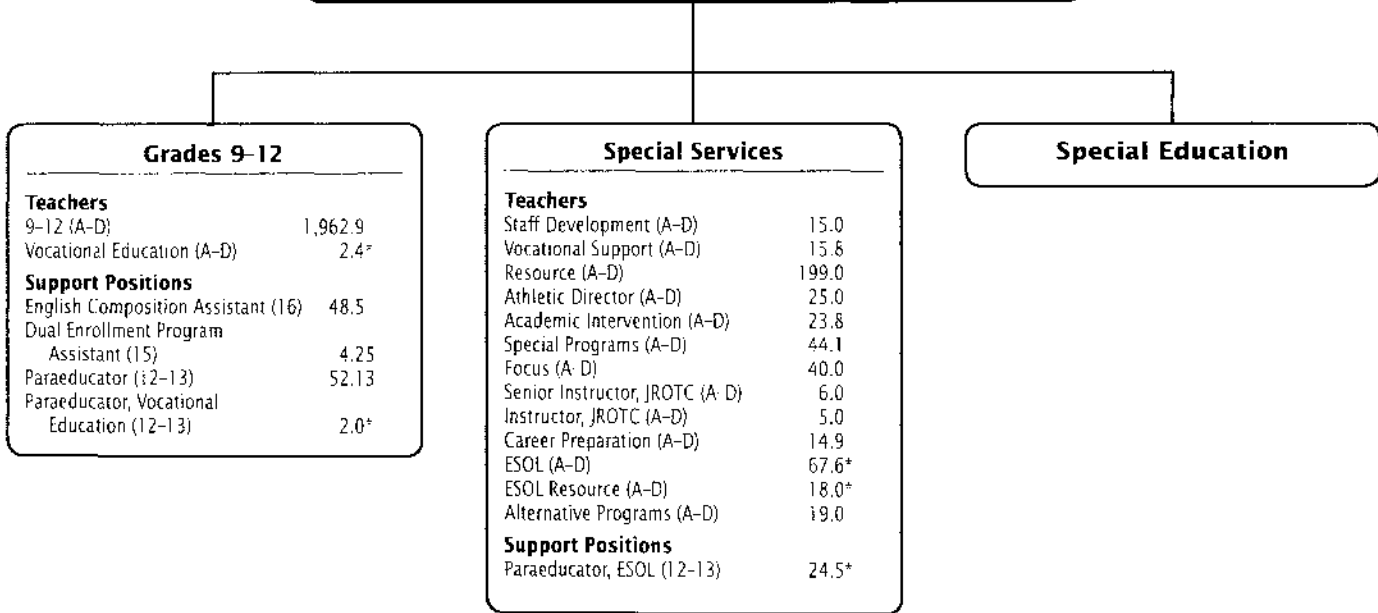 Grades 9–12
Teachers
9–12 (A–D) 1,962.9
Vocational Education (A–D) 2.4*
Support Positions
English Composition Assistant (16) 48.5
Dual Enrollment Program
Assistant (15) 4.25
Paraeducator (12–13) 52.13
Paraeducator, Vocational
Education (12–13) 2.0*
Special Services
Teachers
Staff Development (A–D) 15.0
Vocational Support (A–D) 15.8
Resource (A–D) 199.0
Athletic Director (A–D) 25.0
Academic Intervention (A–D) 23.8
Special Programs (A–D) 44.1
Focus (A–D) 40.0
Senior Instructor, JROTC (A–D) 6.0
Instructor, JROTC (A–D) 5.0
Career Preparation (A–D) 14.9
ESOL (A–D) 67.6*
ESOL Resource (A–D) 18.0*
Alternative Programs (A–D) 19.0
Support Positions
Paraeducator, ESOL (12–13) 24.5*
Special Education